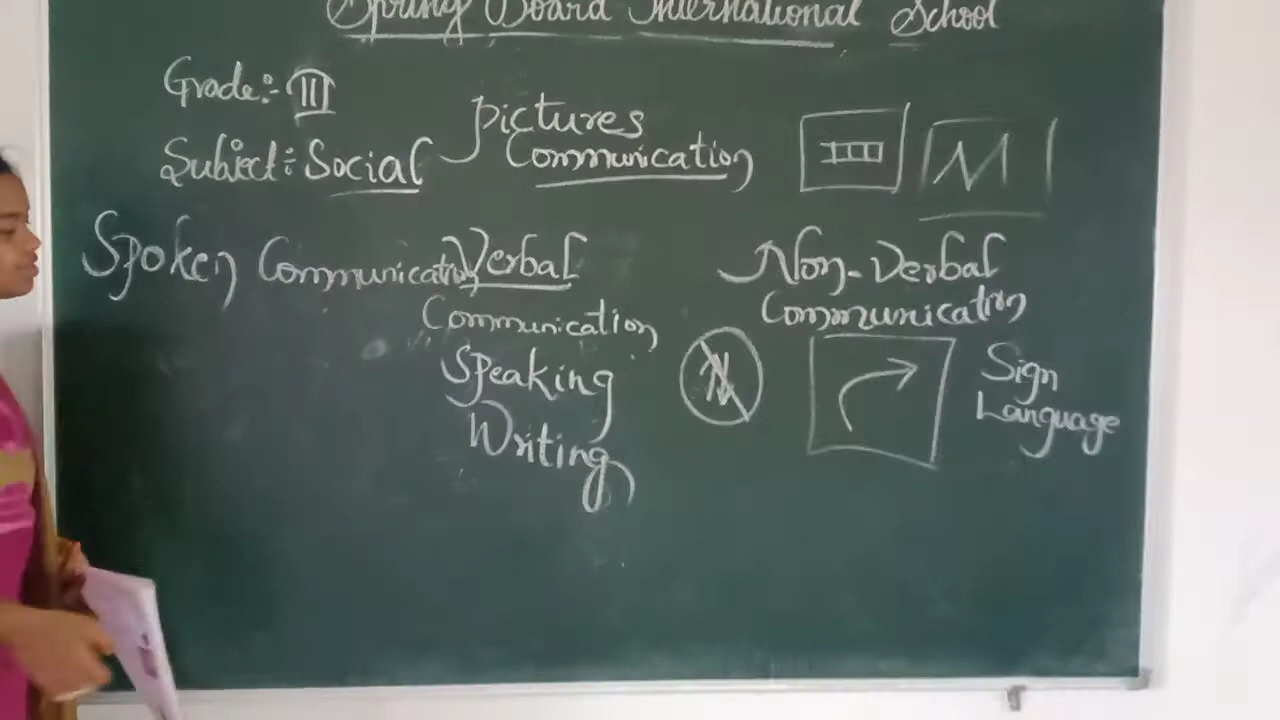 Spring Board International School
Grade:- III
Subject: Social
Pictures
Communication
Spoken Communication
Verbal
Communication
Speaking
Writing
Non-Verbal
Communication
N
Sign
Language